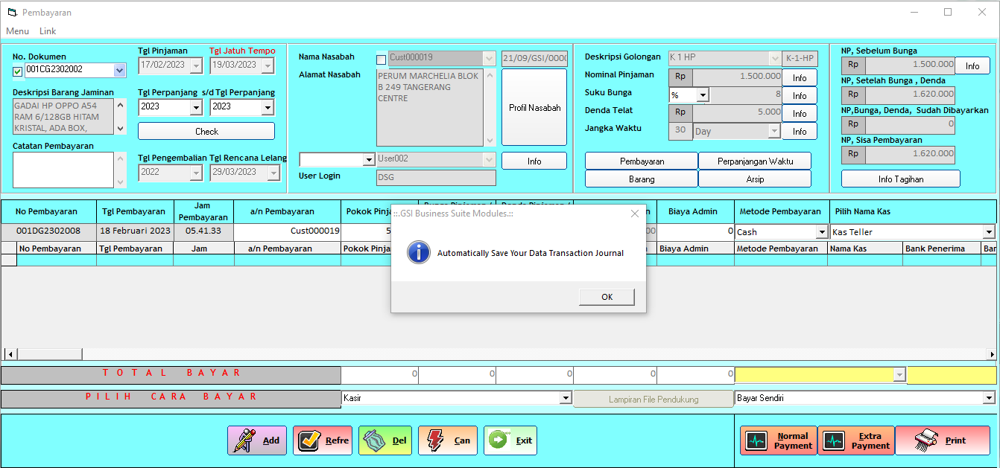 Pembayaran
Menu Link
No. Dokumen
001CG2302002
Deskripsi Barang Jaminan
GADAI HP OPPO A54
RAM 6/128GB HITAM
KRISTAL, ADA BOX,
Catatan Pembayaran
Tgl Pinjaman Tgl Jatuh Tempo
17/02/2023 19/03/2023
Tgl Perpanjang s/d Tgl Perpanjang
2023 2023
Check
Tgl Pengembalian Tgl Rencana Lelang
2022 29/03/2023
Nama Nasabah Cust000019 21/09/GSI/000
Alamat Nasabah
PERUM MARCHELIA BLOK
B 249 TANGERANG
CENTRE
Profil Nasabah
User002 Info
User Login DSG
Deskripsi Golongan K 1 HP K-1-HP
Nominal Pinjaman Rp 1.500.000 Info
Suku Bunga % 8 Info
Denda Telat Rp 5.000 Info
Jangka Waktu 30 Day Info
Pembayaran Perpanjangan Waktu
Barang Arsip
NP, Sebelum Bunga
Rp 1.500.000 Info
NP, Setelah Bunga , Denda
Rp 1.620.000
NP,Bunga, Denda, Sudah Dibayarkan
Rp 0
NP, Sisa Pembayaran
Rp 1.620.000
Info Tagihan
No Pembayaran Tgl Pembayaran Jam Pembayaran a/n Pembayaran Pokok Pinj Biaya Admin Metode Pembayaran Pilih Nama Kas
001DG2302008 18 Februari 2023 05.41.33 Cust000019 5 00 0 Cash Kas Teller
No Pembayaran Tgl Pembayaran Jam a/n Pembayaran Pokok Pinja Biaya Admin Metode Pembayaran Nama Kas Bank Penerima Bar
::.GSI Business Suite Modules.::
Automatically Save Your Data Transaction Journal
OK
T O T A L B A Y A R 0 0 0 0 0
P I L I H C A R A B A Y A R Kasir Lampiran File Pendukung Bayar Sendiri
Add Refre Del Can Exit Normal Payment Extra Payment Print